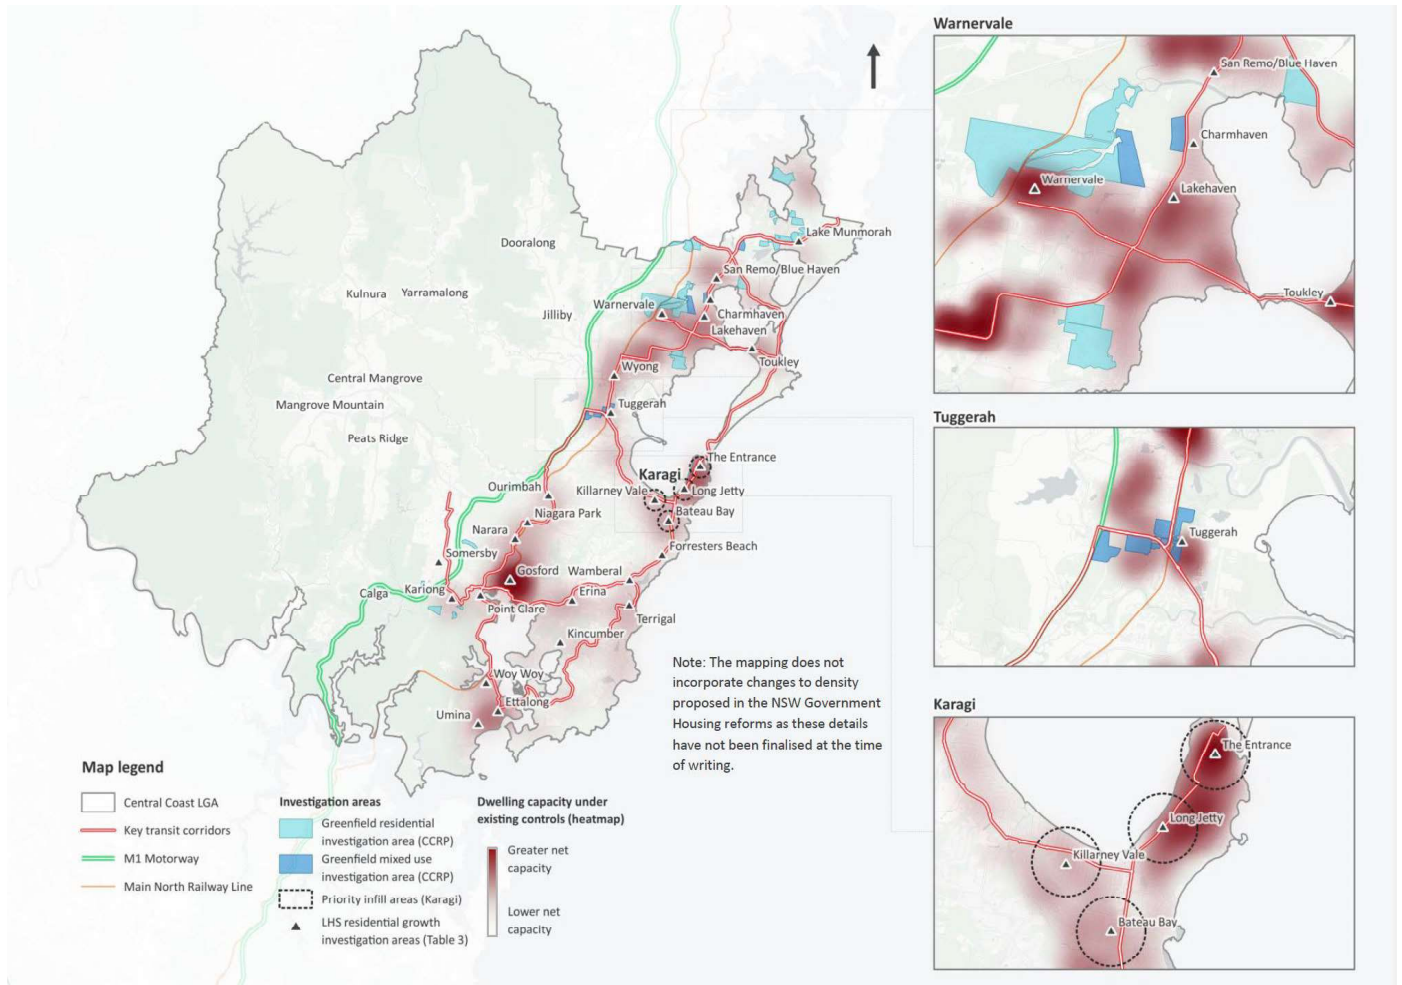 Dooralong
Kulnura
Yarramalong
Jilliby
Central Mangrove
Mangrove Mountain
Peats Ridge
Lake Munmorah
San Remo/Blue Haven
Warnervale
Charmhaven
Lakehaven
Toukley
Wyong
Tuggerah
The Entrance
Karagi
Killarney Vale
Long Jetty
Bateau Bay
Ourimbah
Niagara Park
Narara
Forresters Beach
Somersby
Gosford
Wamberal
Calga
Kariong
Point Clare
Erina
Terrigal
Kincumber
Woy Woy
Ettalong
Umina
Note: The mapping does not
incorporate changes to density
proposed in the NSW Government
Housing reforms as these details
have not been finalised at the time
of writing.
Map legend
Central Coast LGA
Key transit corridors
M1 Motorway
Main North Railway Line
Investigation areas
Greenfield residential
investigation area (CCRP)
Greenfield mixed use
investigation area (CCRP)
Priority infill areas (Karagi)
LHS residential growth
investigation areas (Table 3)
Dwelling capacity under
existing controls (heatmap)
Greater net
capacity
Lower net
capacity
Warnervale
San Remo/Blue Haven
Charmhaven
Warnervale
Lakehaven
Toukley
Tuggerah
Tuggerah
Karagi
The Entrance
Long Jetty
Killarney Vale
Bateau Bay